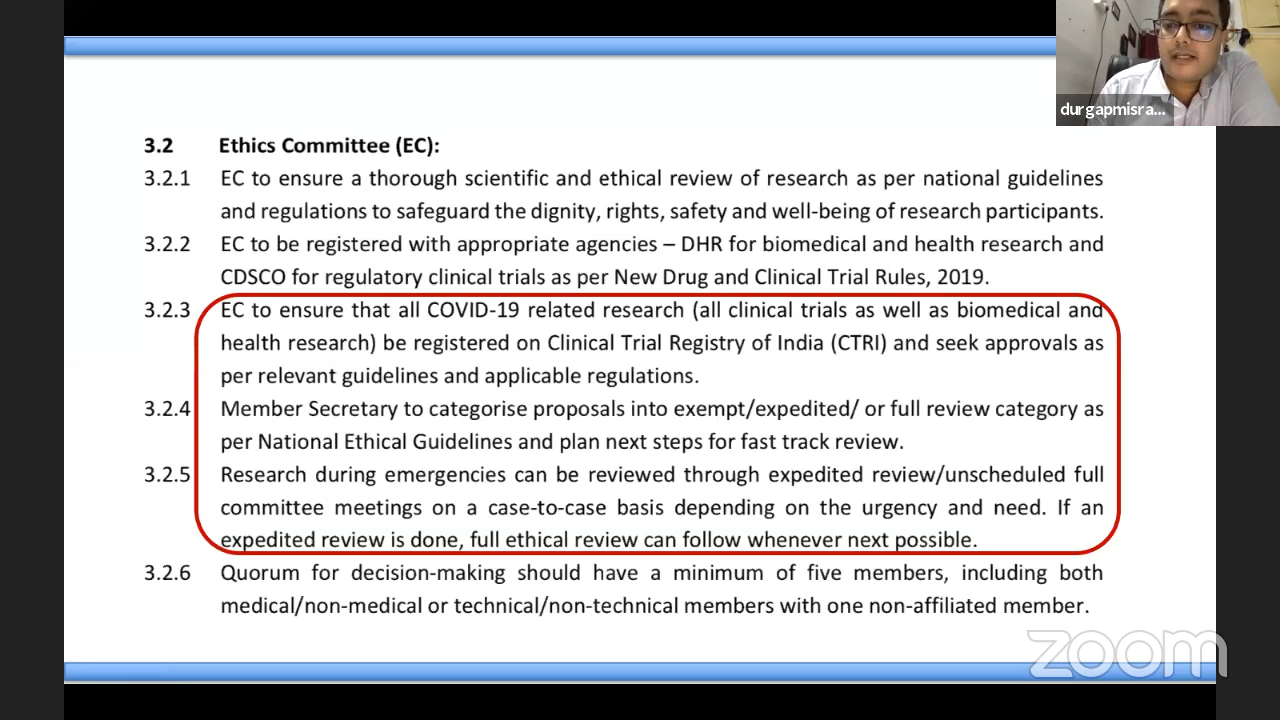 durgapmisra...
3.2 Ethics Committee (EC):
3.2.1 EC to ensure a thorough scientific and ethical review of research as per national guidelines
and regulations to safeguard the dignity, rights, safety and well-being of research participants.
3.2.2 EC to be registered with appropriate agencies – DHR for biomedical and health research and
CDSCO for regulatory clinical trials as per New Drug and Clinical Trial Rules, 2019.
3.2.3 EC to ensure that all COVID-19 related research (all clinical trials as well as biomedical and
health research) be registered on Clinical Trial Registry of India (CTRI) and seek approvals as
per relevant guidelines and applicable regulations.
3.2.4 Member Secretary to categorise proposals into exempt/expedited/ or full review category as
per National Ethical Guidelines and plan next steps for fast track review.
3.2.5 Research during emergencies can be reviewed through expedited review/unscheduled full
committee meetings on a case-to-case basis depending on the urgency and need. If an
expedited review is done, full ethical review can follow whenever next possible.
3.2.6 Quorum for decision-making should have a minimum of five members, including both
medical/non-medical or technical/non-technical members with one non-affiliated member.
zoom